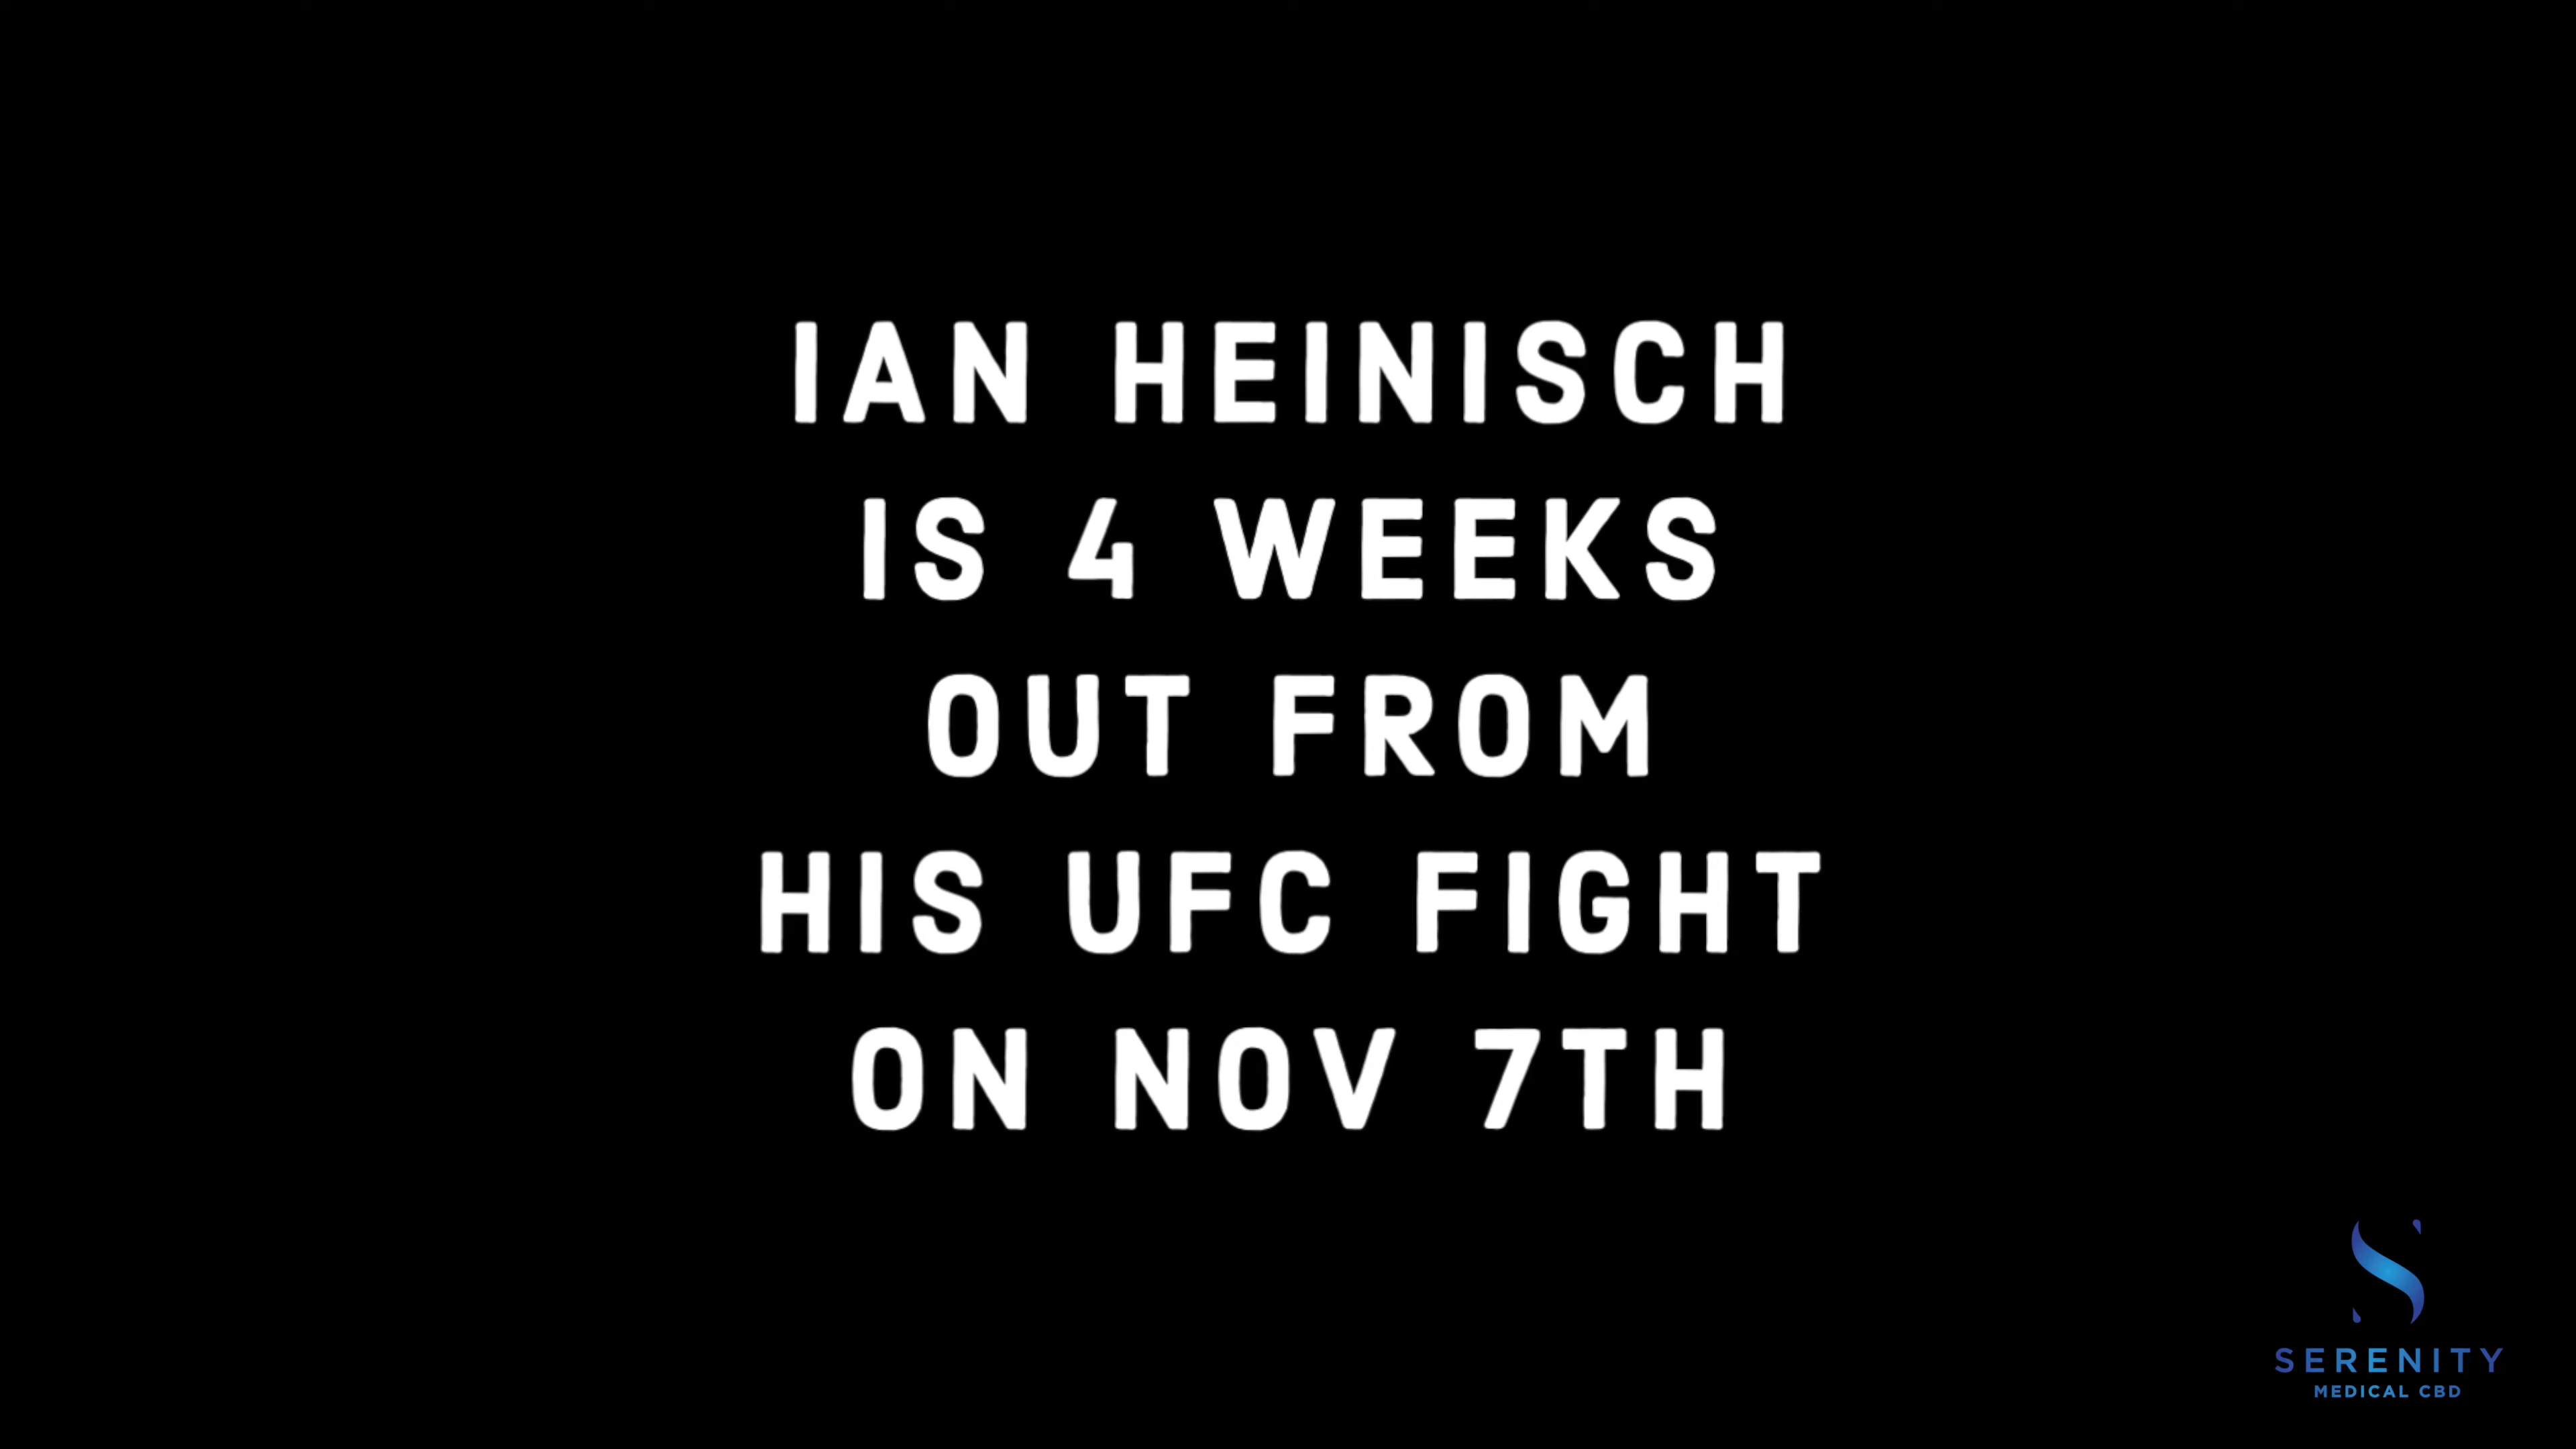 IAN HEINISCH
IS 4 WEEKS
OUT FROM
HIS UFC FIGHT
ON NOV 7TH
S
SERENITY
MEDICAL CBD